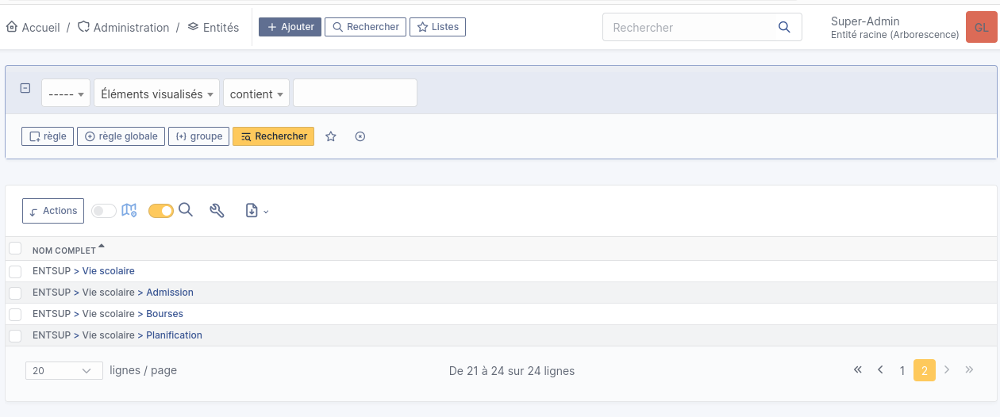 Accueil / Administration / Entités
Ajouter
Rechercher
Listes
Rechercher
Super-Admin
Entité racine (Arborescence)
GL
-----
Éléments visualisés
contient
règle
règle globale
groupe
Rechercher
Actions
NOM COMPLET
ENTSUP > Vie scolaire
ENTSUP > Vie scolaire > Admission
ENTSUP > Vie scolaire > Bourses
ENTSUP > Vie scolaire > Planification
20 lignes / page
De 21 à 24 sur 24 lignes
« ‹ 1 2 › »